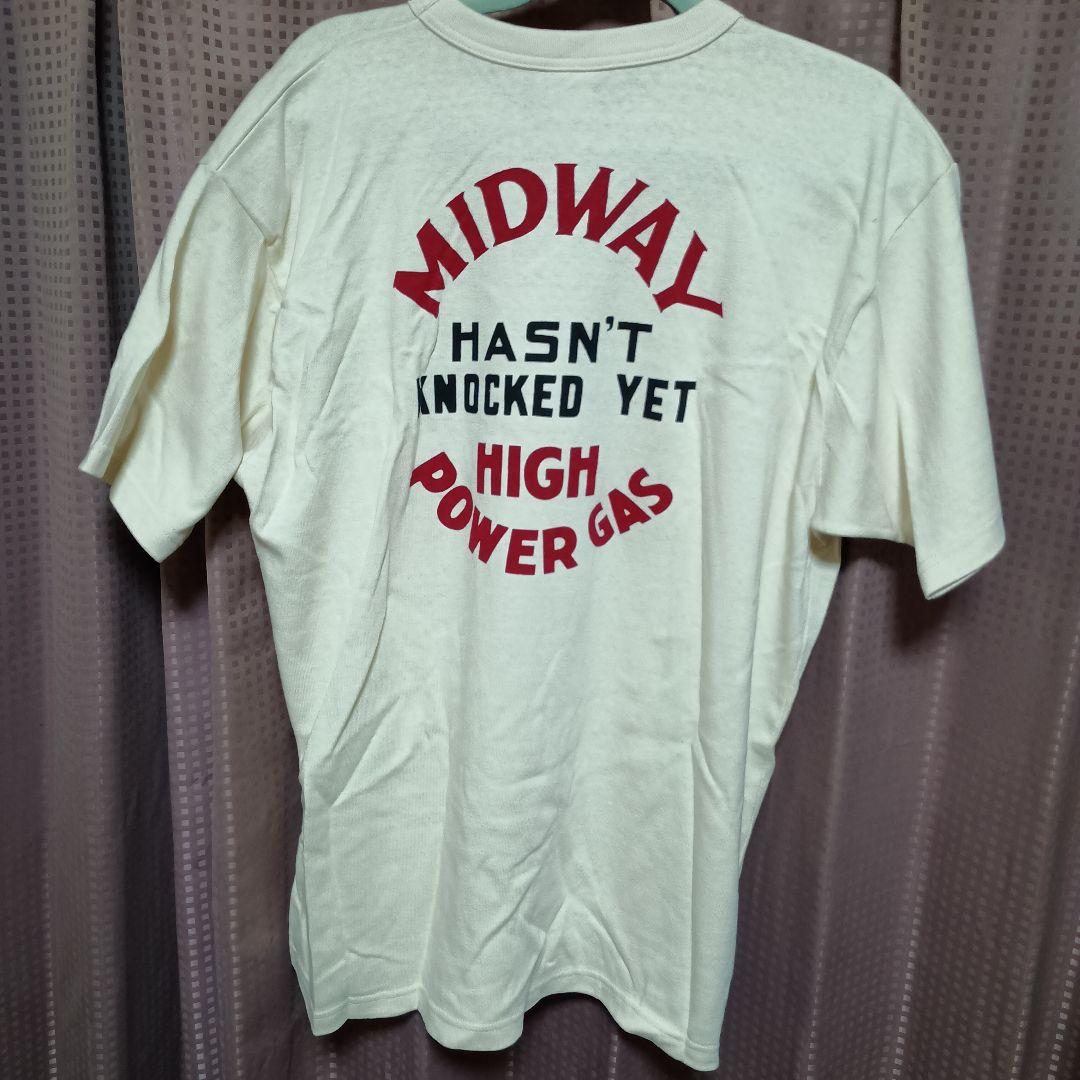 MIDWAY
HASN'T
KNOCKED YET
HIGH
POWER GAS